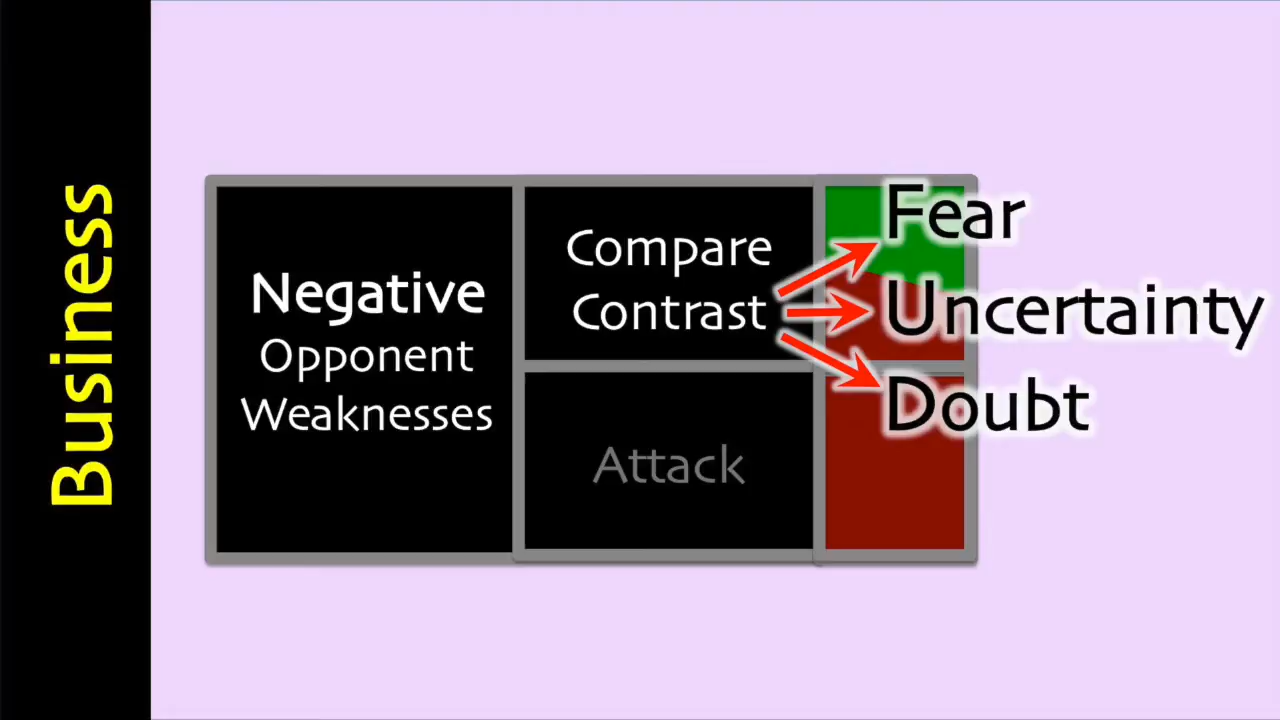 Business
Negative
Opponent
Weaknesses
Compare
Contrast
Attack
Fear
Uncertainty
Doubt